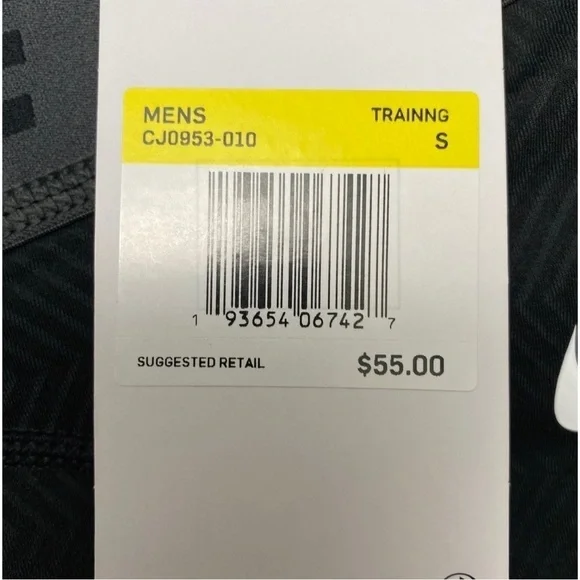 MENS TRAINNG
CJ0953-010 S
1 93654 06742 7
SUGGESTED RETAIL $55.00